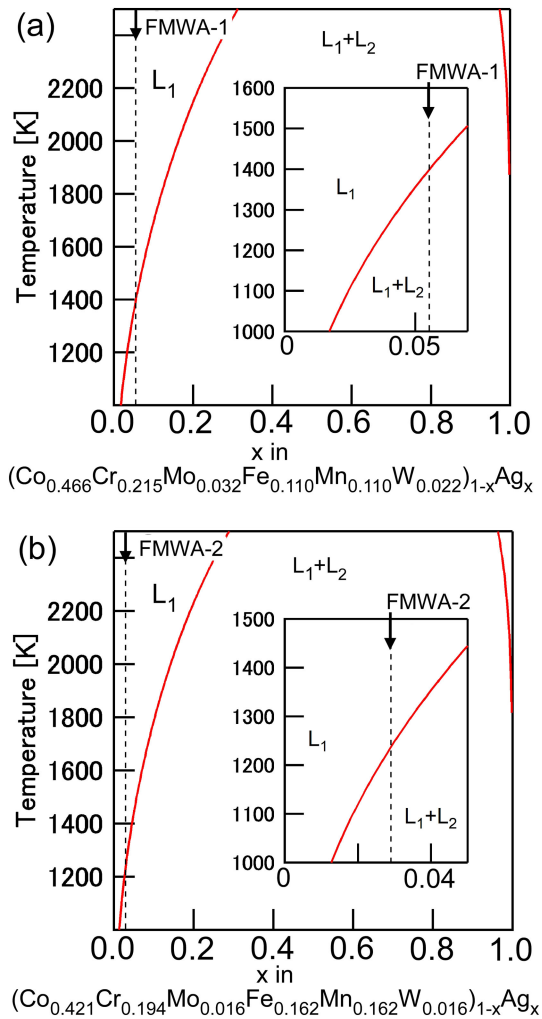 (a)
FMWA-1
L1
L1+L2
Temperature [K]
2200
2000
1800
1600
1400
1200
FMWA-1
1600
1500
1400
1300
1200
1100
1000
L1
L1+L2
0
0.05
0.0
0.2
0.4
0.6
0.8
1.0
x in
(Co0.466Cr0.215Mo0.032Fe0.110Mn0.110W0.022)1-xAgx
(b)
FMWA-2
L1
L1+L2
Temperature [K]
2200
2000
1800
1600
1400
1200
FMWA-2
1500
1400
1300
1200
1100
1000
L1
L1+L2
0
0.04
0.0
0.2
0.4
0.6
0.8
1.0
x in
(Co0.421Cr0.194Mo0.016Fe0.162Mn0.162W0.016)1-xAgx